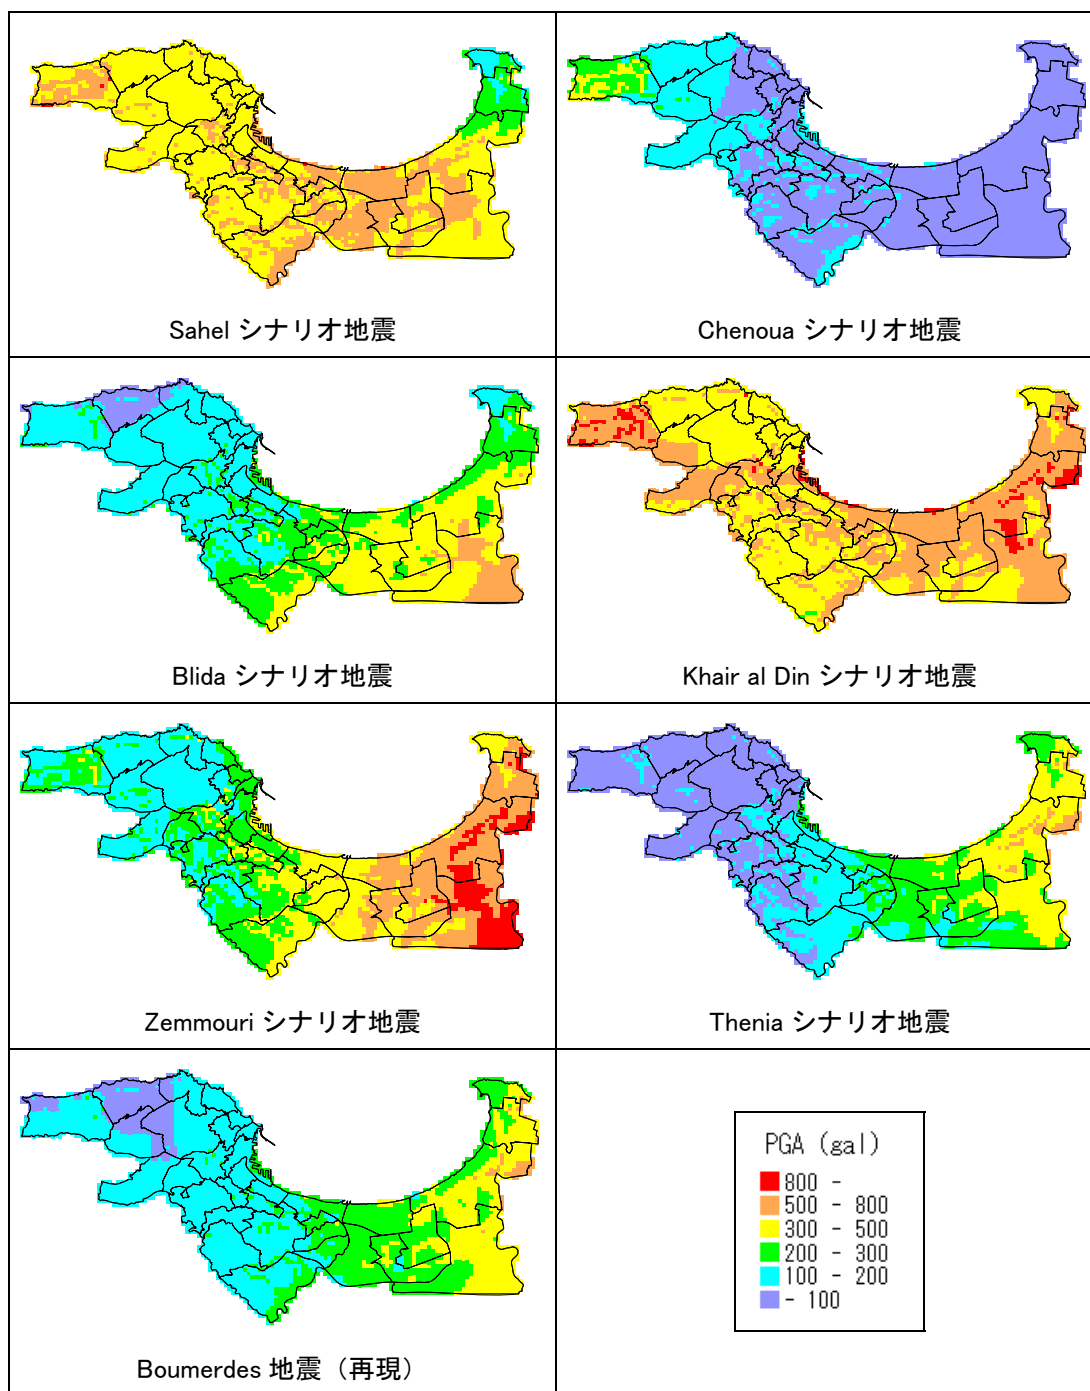 Sahel シナリオ地震
Chenoua シナリオ地震
Blida シナリオ地震
Khair al Din シナリオ地震
Zemmouri シナリオ地震
Thenia シナリオ地震
Boumerdes 地震（再現）
PGA (gal)
800 -
500 - 800
300 - 500
200 - 300
100 - 200
- 100